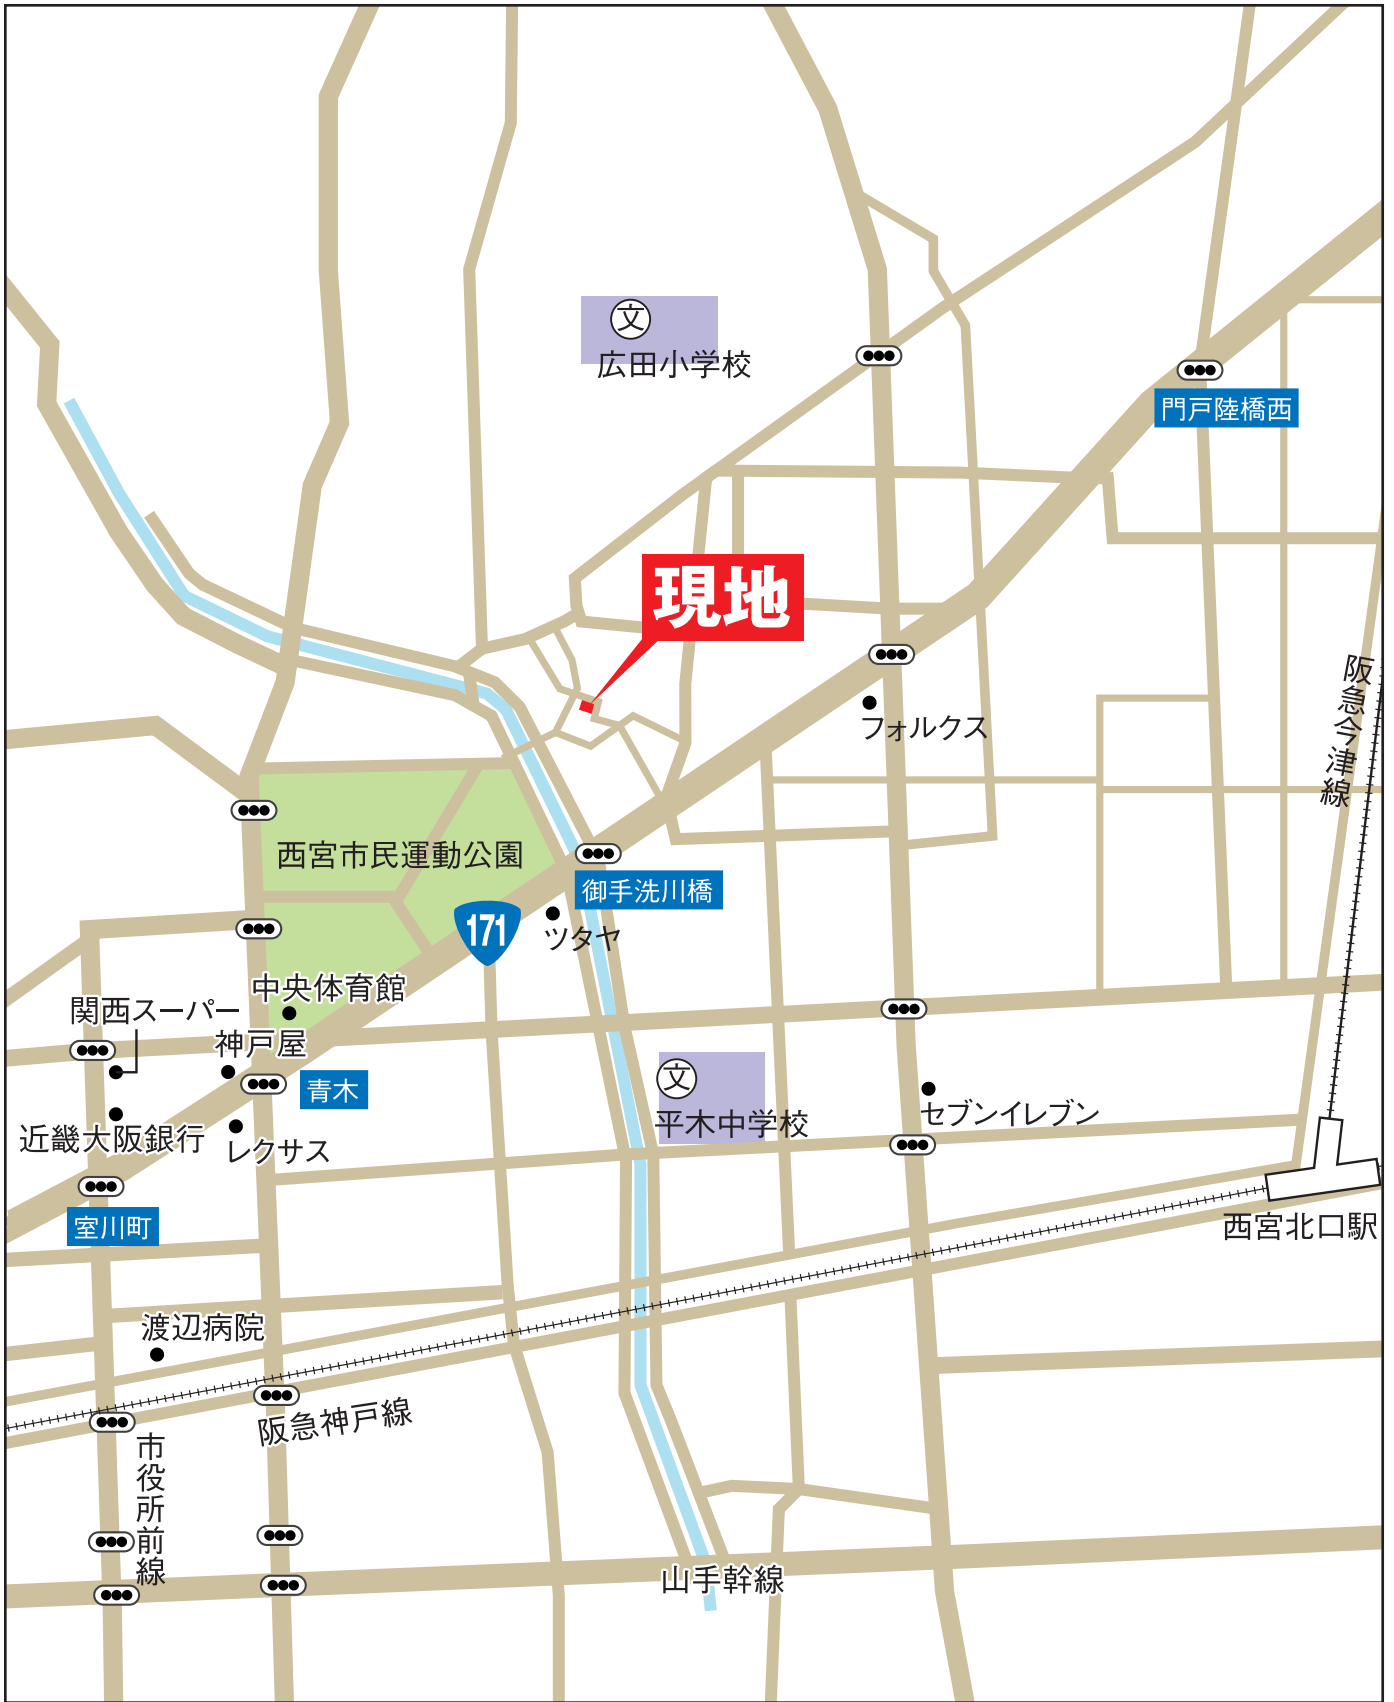 文
広田小学校
門戸陸橋西
現地
阪急今津線
フォルクス
西宮市民運動公園
御手洗川橋
171
ツタヤ
中央体育館
関西スーパー
神戸屋
青木
文
平木中学校
セブンイレブン
近畿大阪銀行
レクサス
室川町
西宮北口駅
渡辺病院
阪急神戸線
市役所前線
山手幹線